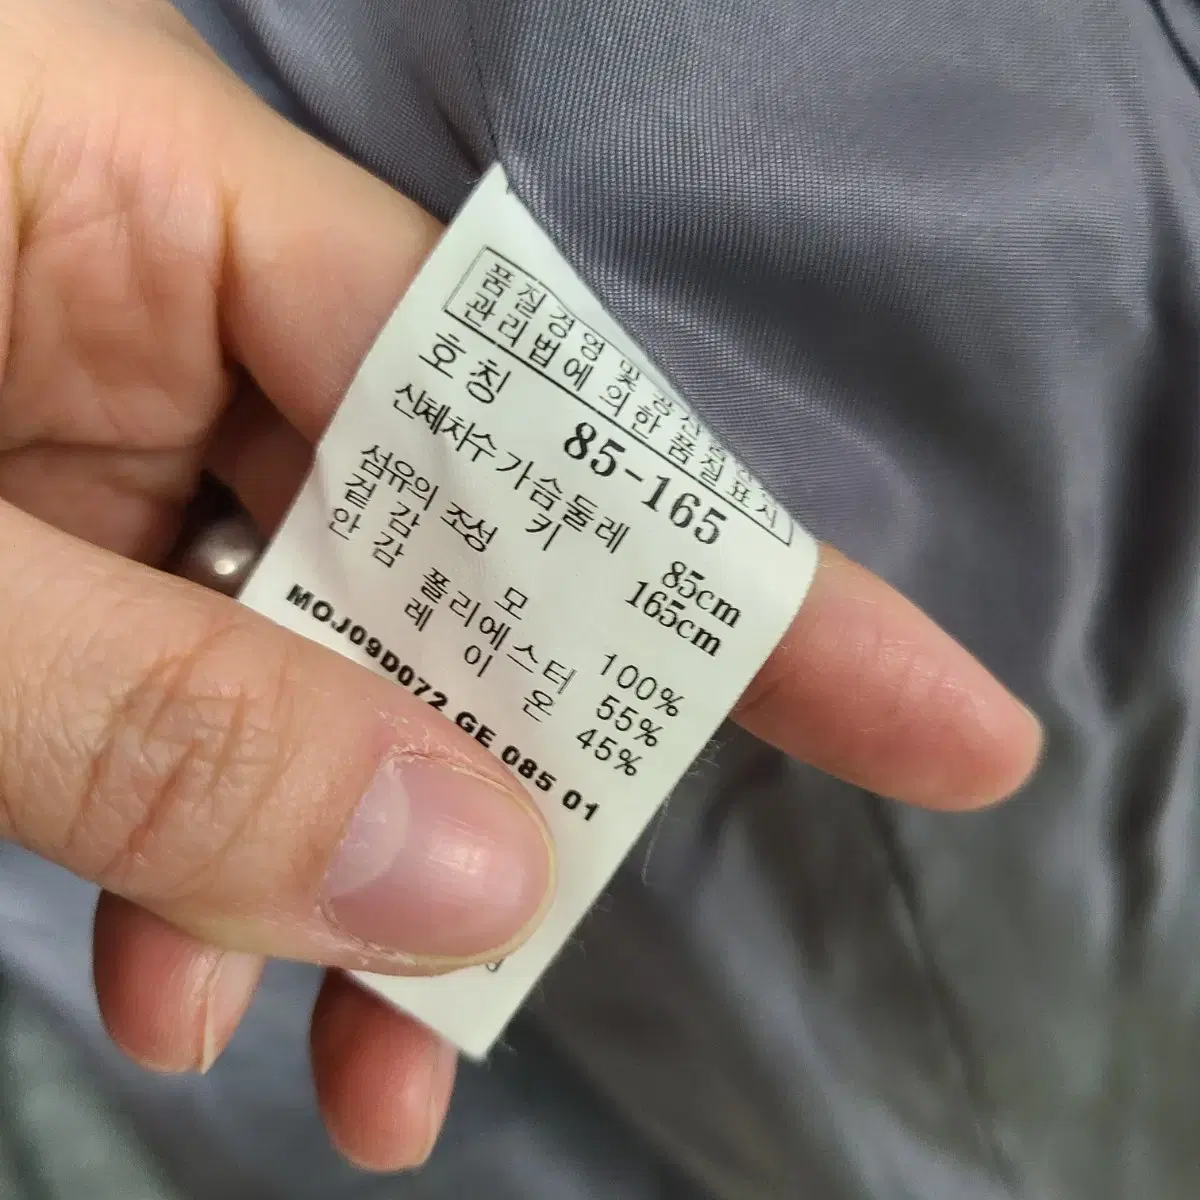 품질경영 및 공산품안전
관리법에 의한 품질표시
호칭 85-165
신체치수 가슴둘레 85cm
키 165cm
섬유의 조성
겉감 모 100%
안감 폴리에스터 55%
레이온 45%
MOJ09D072 GE 085 01